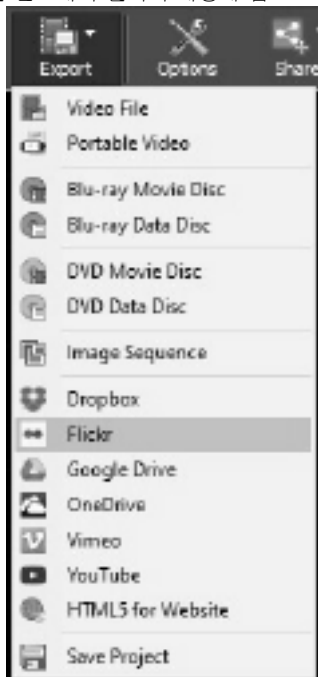 Export Options Share
Video File
Portable Video
Blu-ray Movie Disc
Blu-ray Data Disc
DVD Movie Disc
DVD Data Disc
Image Sequence
Dropbox
Flickr
Google Drive
OneDrive
Vimeo
YouTube
HTML5 for Website
Save Project